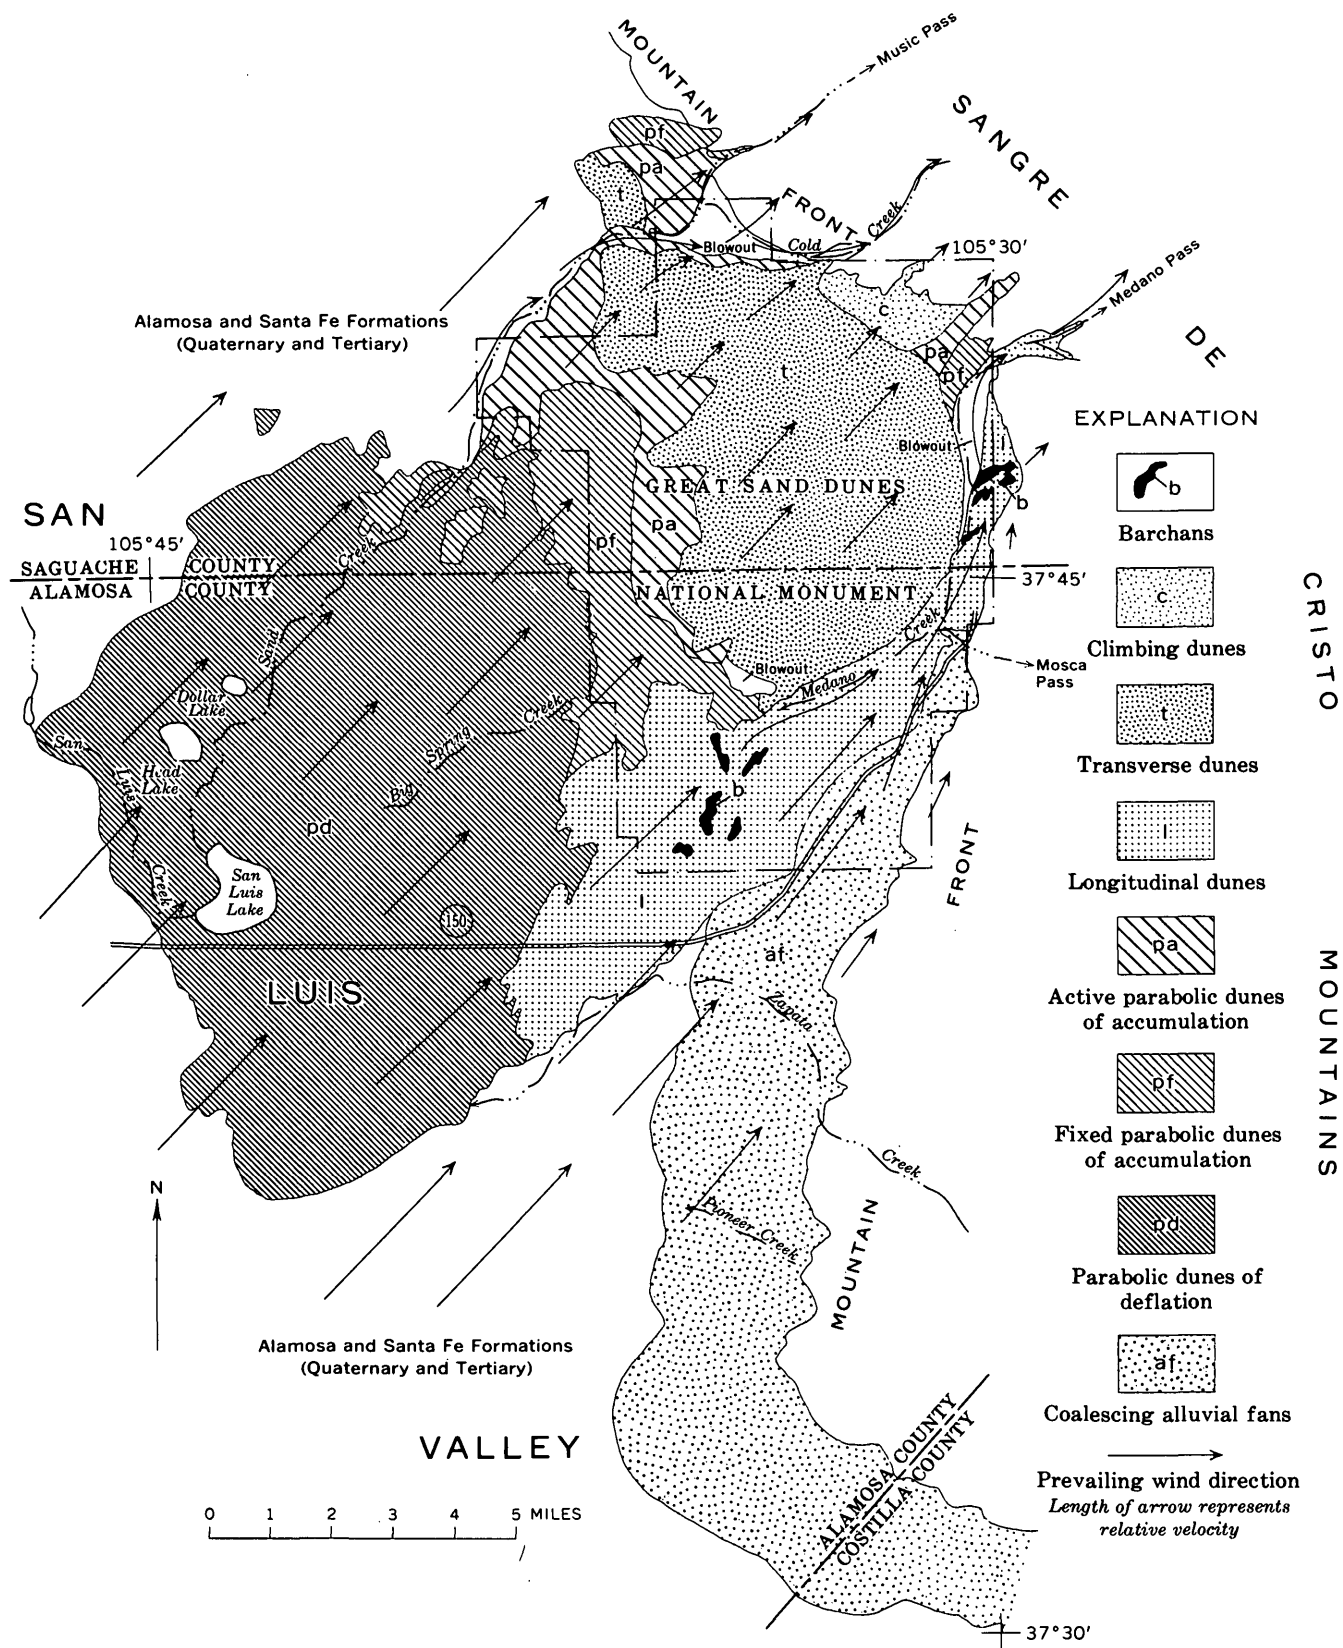 Music Pass
MOUNTAIN
SANGRE
pf
pa
t
FRONT
Creek
Blowout
Cold
105°30'
Medano Pass
c
DE
Alamosa and Santa Fe Formations
(Quaternary and Tertiary)
pa
pf
t
EXPLANATION
Blowout
l
b
Barchans
GREAT SAND DUNES
b
SAN
105°45'
pa
pf
Creek
SAGUACHE COUNTY
ALAMOSA COUNTY
37°45'
NATIONAL MONUMENT
c
Climbing dunes
CRISTO
Creek
Sand
Blowout
Medano
Mosca
Pass
t
Transverse dunes
Dollar
Lake
Creek
Spring
Big
San
Luis
Creek
Head
Lake
b
pd
l
Longitudinal dunes
FRONT
San
Luis
Lake
l
150
pa
Active parabolic dunes
of accumulation
af
Zapata
LUIS
MOUNTAINS
pf
Fixed parabolic dunes
of accumulation
Creek
N
Pioneer Creek
MOUNTAIN
pd
Parabolic dunes of
deflation
Alamosa and Santa Fe Formations
(Quaternary and Tertiary)
af
Coalescing alluvial fans
VALLEY
ALAMOSA COUNTY
COSTILLA COUNTY
Prevailing wind direction
Length of arrow represents
relative velocity
0 1 2 3 4 5 MILES
37°30'